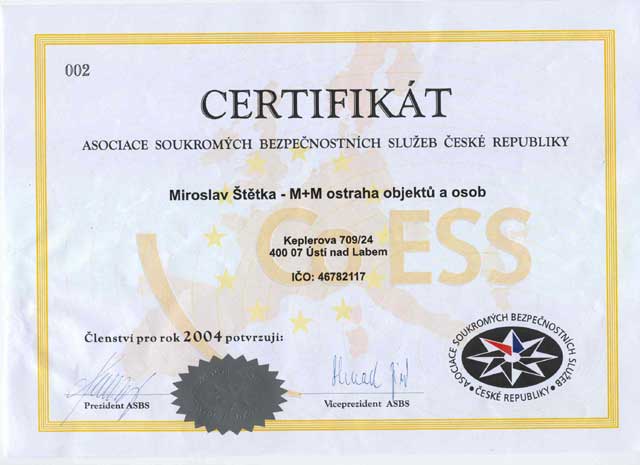 002
CERTIFIKÁT
ASOCIACE SOUKROMÝCH BEZPEČNOSTNÍCH SLUŽEB ČESKÉ REPUBLIKY
Miroslav Štětka - M+M ostraha objektů a osob
CoESS
Keplerova 709/24
400 07 Ústí nad Labem
IČO: 46782117
Členství pro rok 2004 potvrzují:
Prezident ASBS
Viceprezident ASBS
ASOCIACE SOUKROMÝCH BEZPEČNOSTNÍCH SLUŽEB
• ČESKÉ REPUBLIKY •